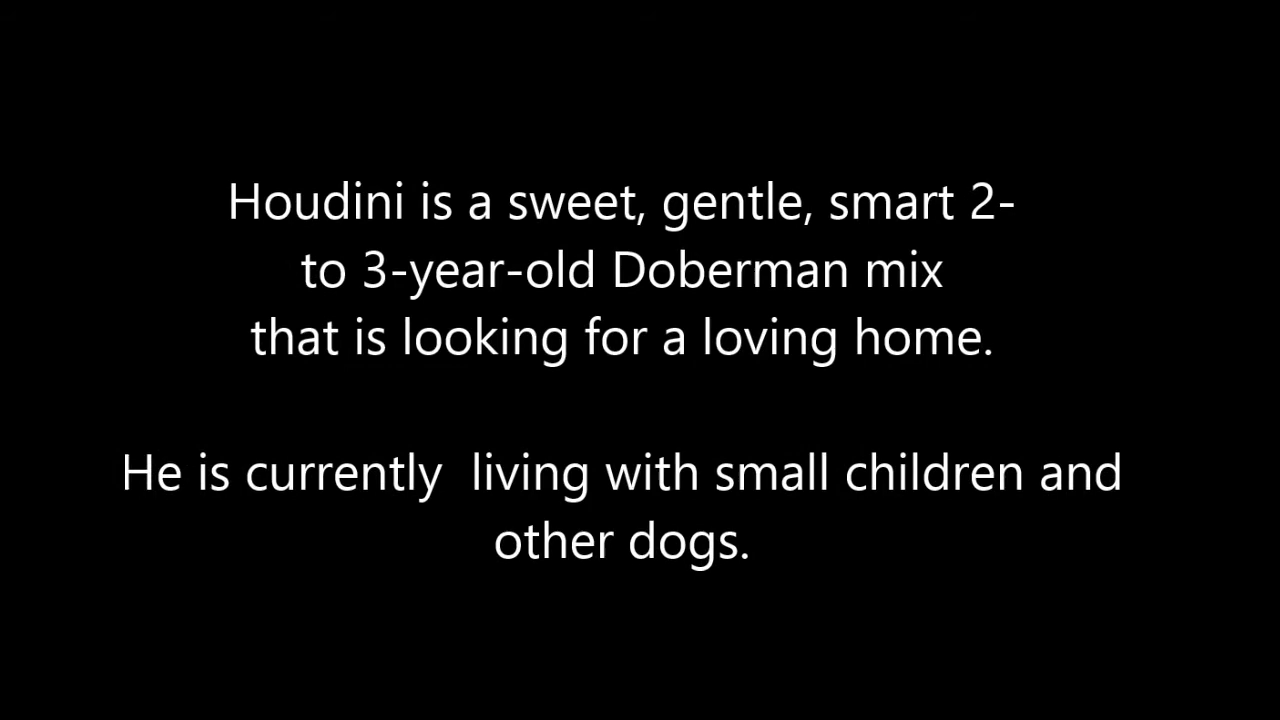 Houdini is a sweet, gentle, smart 2-
to 3-year-old Doberman mix
that is looking for a loving home.
He is currently  living with small children and
other dogs.